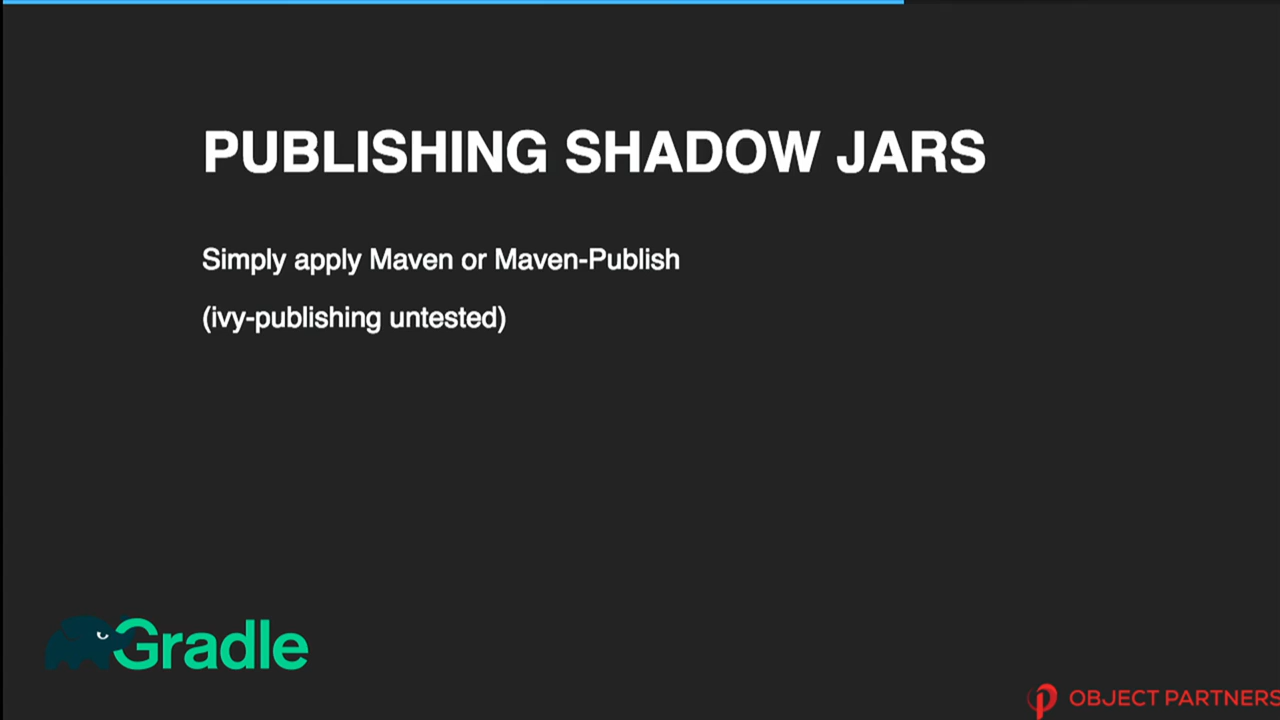 PUBLISHING SHADOW JARS
Simply apply Maven or Maven-Publish
(ivy-publishing untested)
Gradle
OBJECT PARTNERS